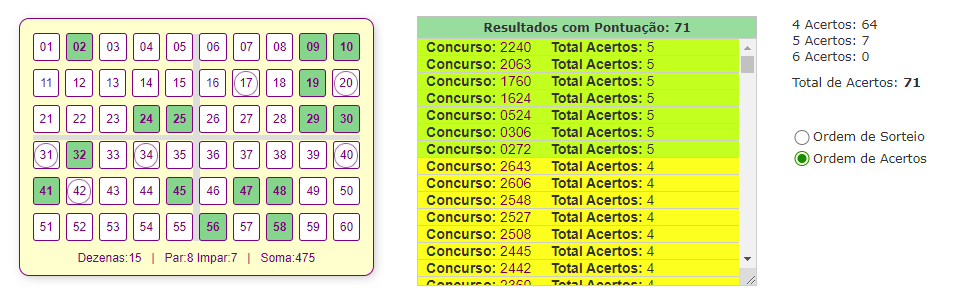 01 02 03 04 05 06 07 08 09 10
11 12 13 14 15 16 17 18 19 20
21 22 23 24 25 26 27 28 29 30
31 32 33 34 35 36 37 38 39 40
41 42 43 44 45 46 47 48 49 50
51 52 53 54 55 56 57 58 59 60
Dezenas:15 | Par:8 Impar:7 | Soma:475
Resultados com Pontuação: 71
Concurso: 2240 Total Acertos: 5
Concurso: 2063 Total Acertos: 5
Concurso: 1760 Total Acertos: 5
Concurso: 1624 Total Acertos: 5
Concurso: 0524 Total Acertos: 5
Concurso: 0306 Total Acertos: 5
Concurso: 0272 Total Acertos: 5
Concurso: 2643 Total Acertos: 4
Concurso: 2606 Total Acertos: 4
Concurso: 2548 Total Acertos: 4
Concurso: 2527 Total Acertos: 4
Concurso: 2508 Total Acertos: 4
Concurso: 2445 Total Acertos: 4
Concurso: 2442 Total Acertos: 4
Concurso: 2360 Total Acertos: 4
4 Acertos: 64
5 Acertos: 7
6 Acertos: 0
Total de Acertos: 71
Ordem de Sorteio
Ordem de Acertos